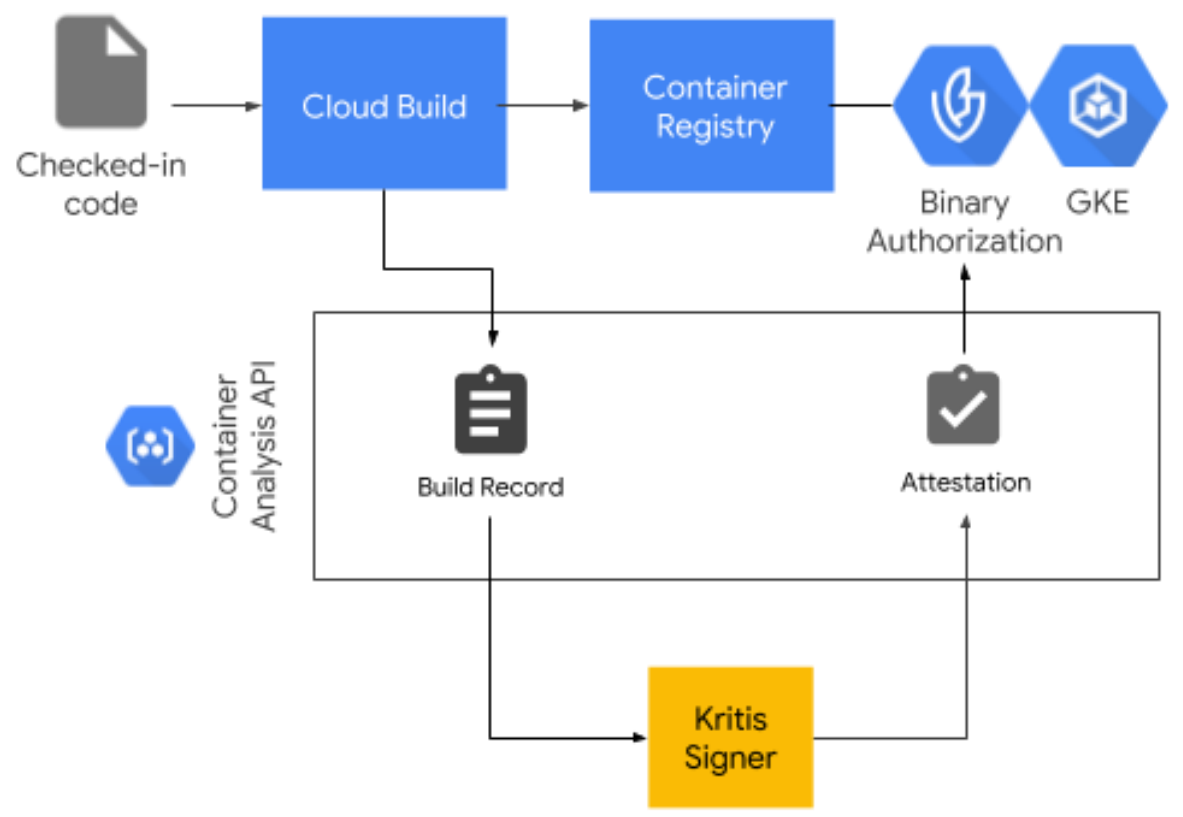 Checked-in
code
Cloud Build
Container
Registry
Binary
Authorization
GKE
Container
Analysis API
Build Record
Attestation
Kritis
Signer